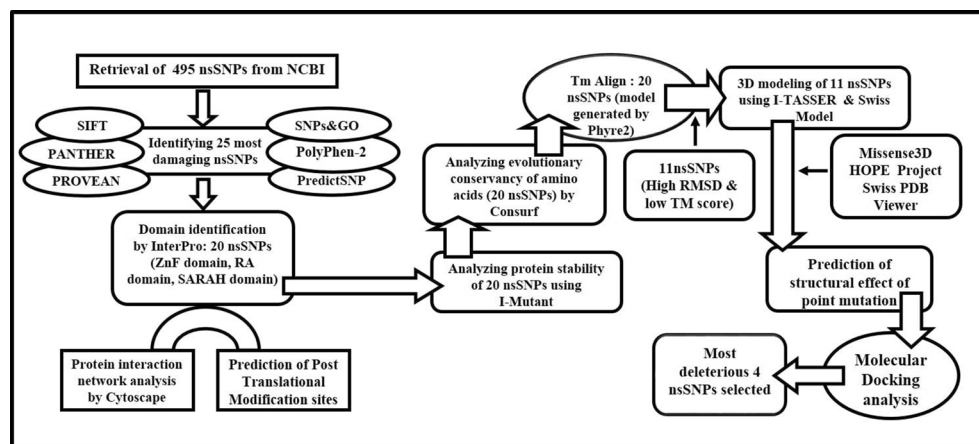 Retrieval of 495 nsSNPs from NCBI
SIFT
PANTHER
PROVEAN
Identifying 25 most
damaging nsSNPs
SNPs&GO
PolyPhen-2
PredictSNP
Domain identification
by InterPro: 20 nsSNPs
(ZnF domain, RA
domain, SARAH domain)
Protein interaction
network analysis
by Cytoscape
Prediction of Post
Translational
Modification sites
Analyzing protein stability
of 20 nsSNPs using
I-Mutant
Analyzing evolutionary
conservancy of amino
acids (20 nsSNPs) by
Consurf
Tm Align : 20
nsSNPs (model
generated by
Phyre2)
11nsSNPs
(High RMSD &
low TM score)
3D modeling of 11 nsSNPs
using I-TASSER & Swiss
Model
Missense3D
HOPE Project
Swiss PDB
Viewer
Prediction of
structural effect of
point mutation
Molecular
Docking
analysis
Most
deleterious 4
nsSNPs selected